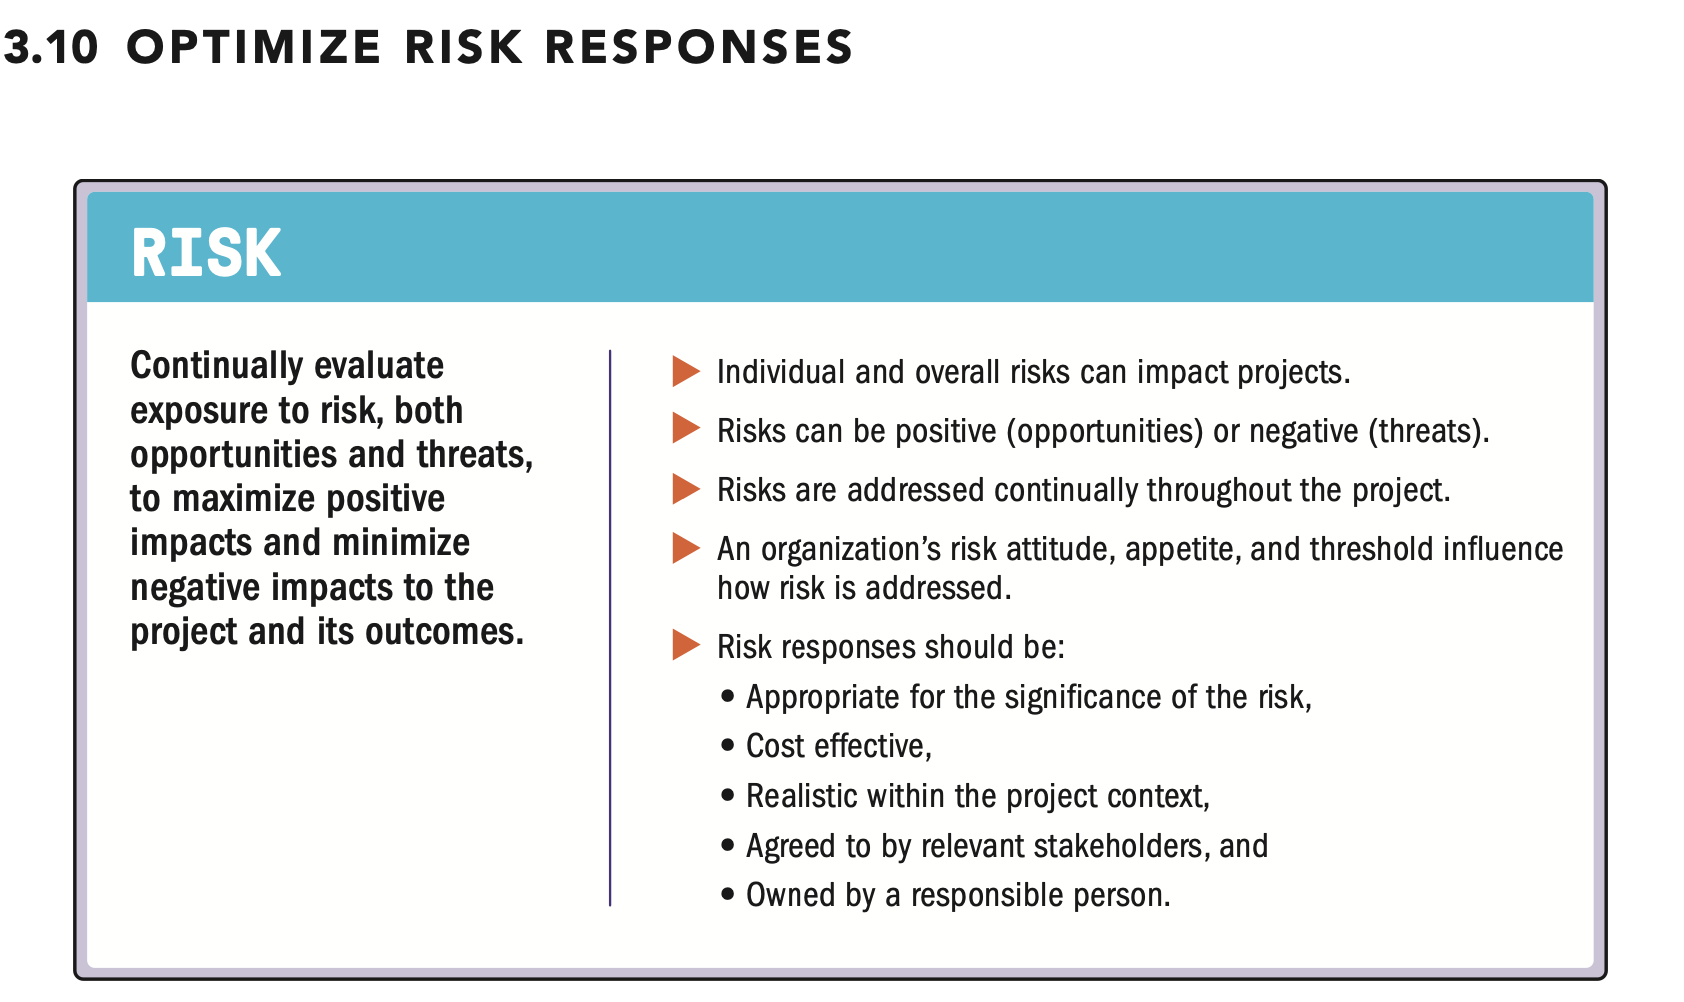 3.10 OPTIMIZE RISK RESPONSES
RISK
Continually evaluate
exposure to risk, both
opportunities and threats,
to maximize positive
impacts and minimize
negative impacts to the
project and its outcomes.
Individual and overall risks can impact projects.
Risks can be positive (opportunities) or negative (threats).
Risks are addressed continually throughout the project.
An organization’s risk attitude, appetite, and threshold influence
how risk is addressed.
Risk responses should be:
• Appropriate for the significance of the risk,
• Cost effective,
• Realistic within the project context,
• Agreed to by relevant stakeholders, and
• Owned by a responsible person.